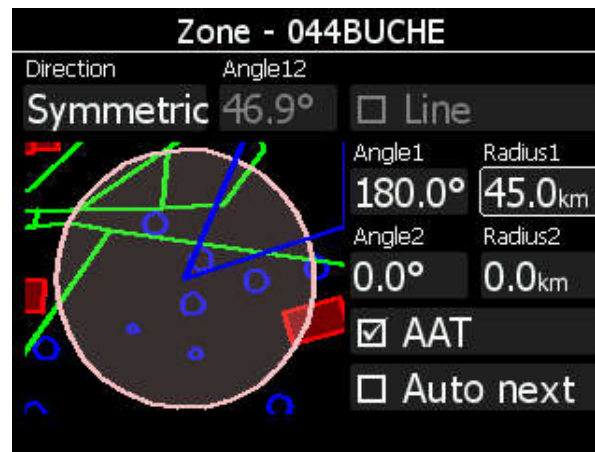 Zone - 044BUCHE
Direction Angle12
Symmetric 46.9° Line
Angle1 Radius1
180.0° 45.0km
Angle2 Radius2
0.0° 0.0km
AAT
Auto next